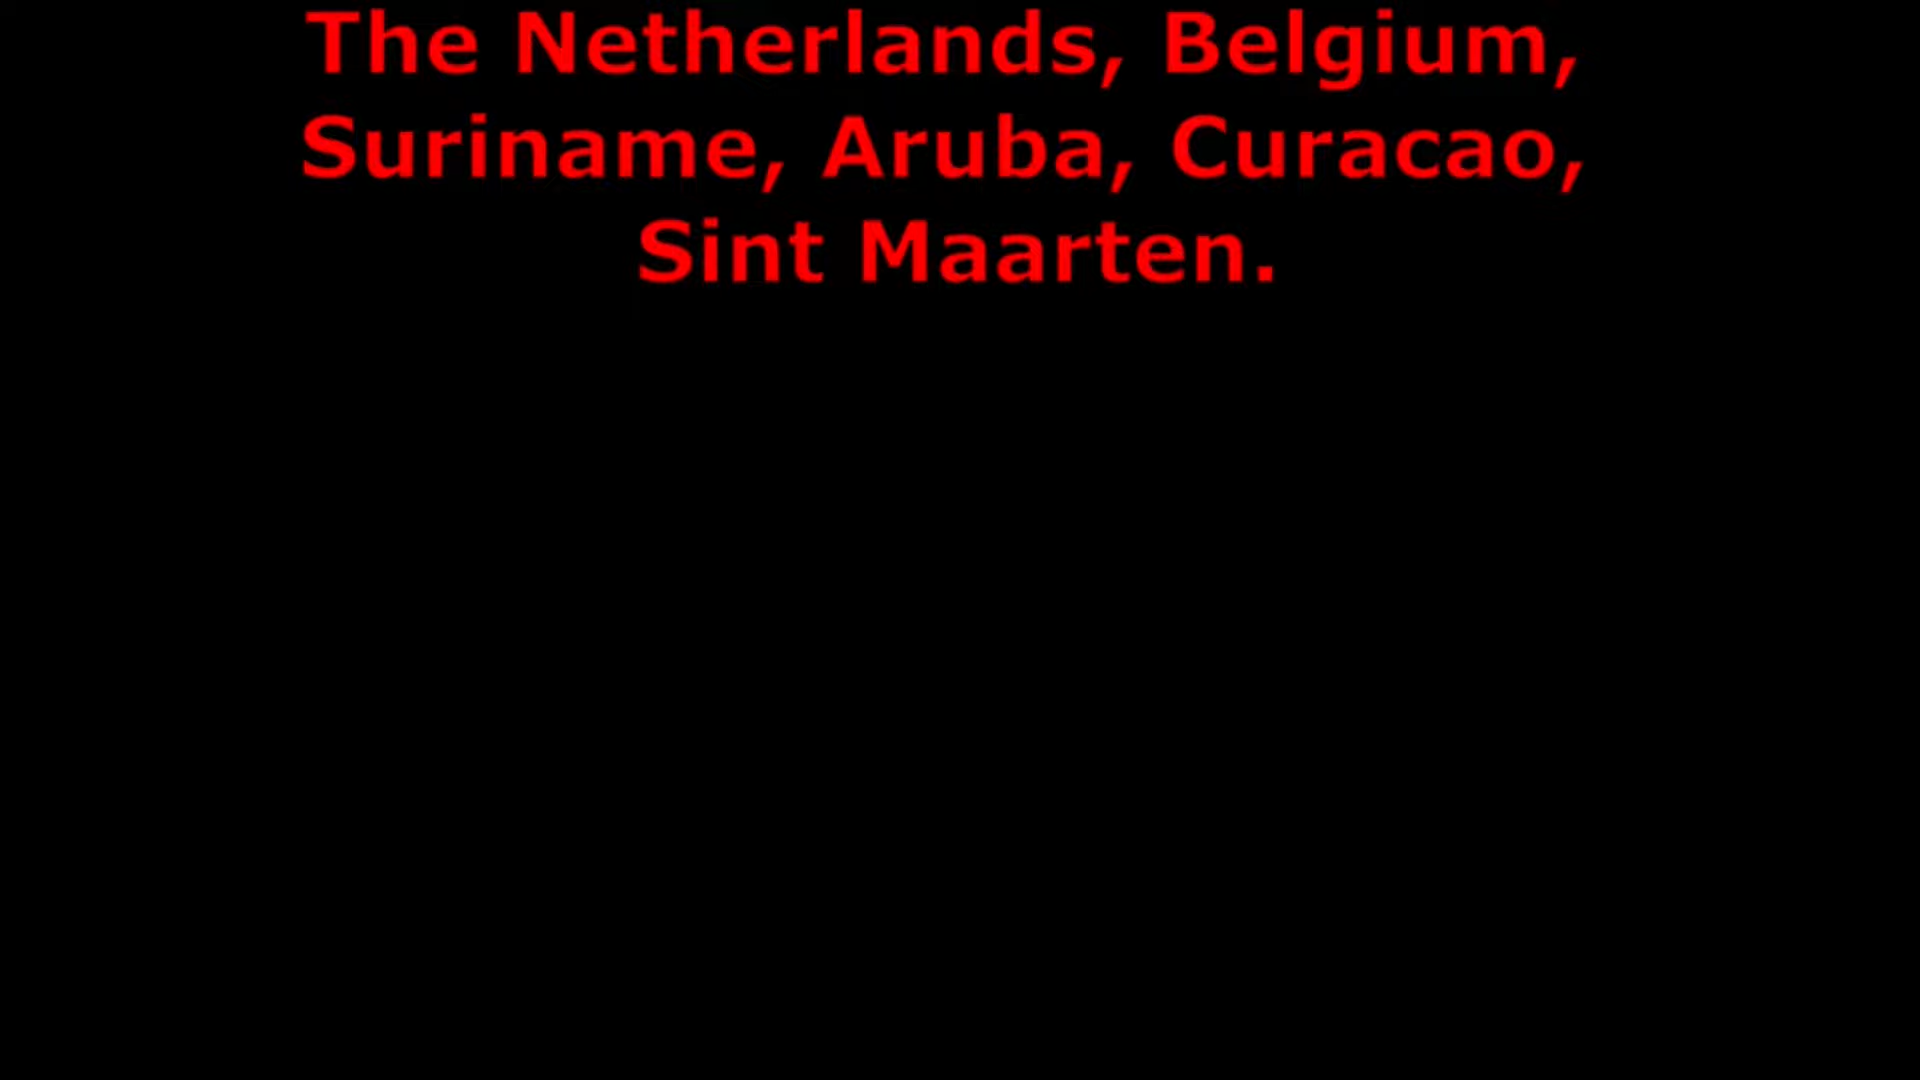 The Netherlands, Belgium,
Suriname, Aruba, Curacao,
Sint Maarten.